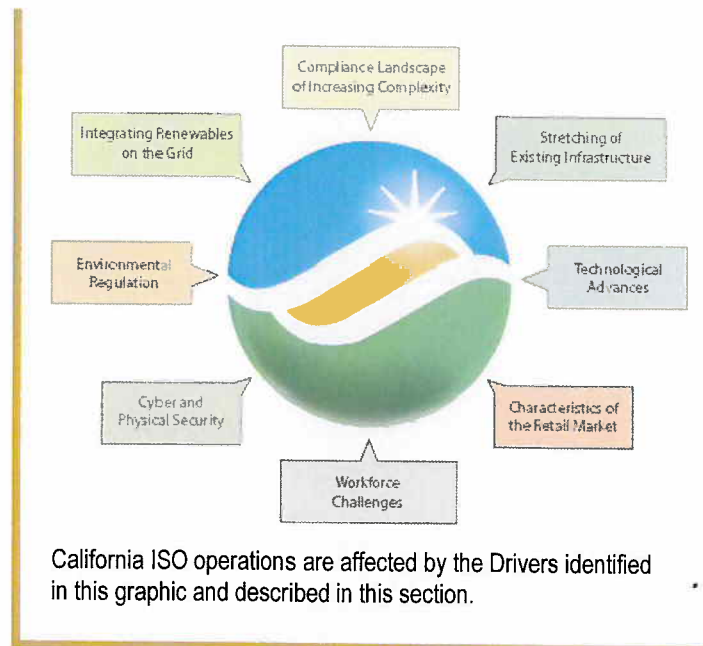 Compliance Landscape
of Increasing Complexity
Integrating Renewables
on the Grid
Stretching of
Existing Infrastructure
Environmental
Regulation
Technological
Advances
Cyber and
Physical Security
Characteristics of
the Retail Market
Workforce
Challenges
California ISO operations are affected by the Drivers identified
in this graphic and described in this section.